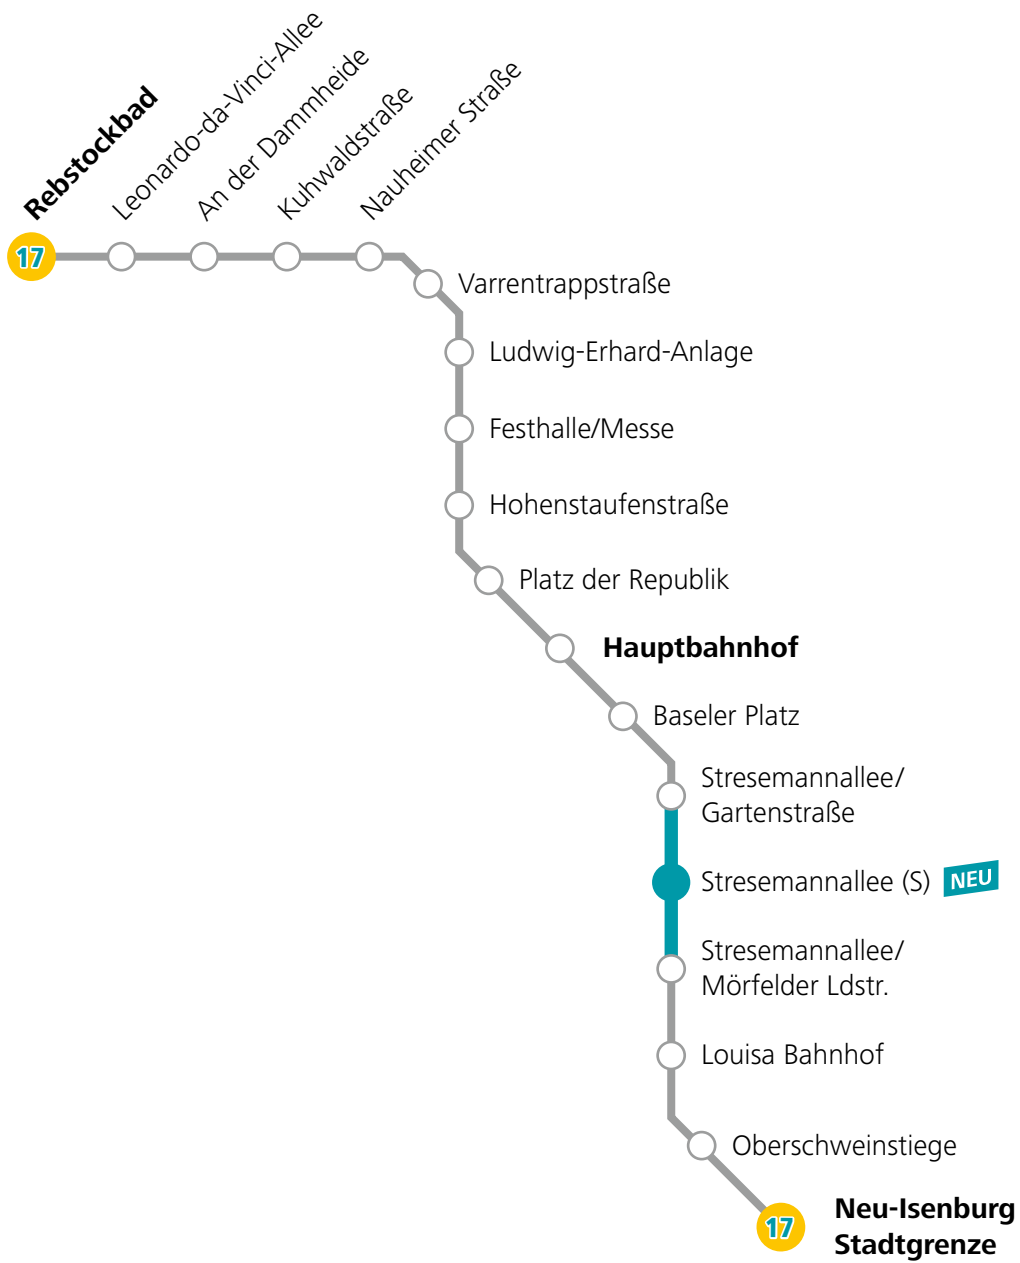 Rebstockbad
Leonardo-da-Vinci-Allee
An der Dammheide
Kuhwaldstraße
Nauheimer Straße
17
Varrentrappstraße
Ludwig-Erhard-Anlage
Festhalle/Messe
Hohenstaufenstraße
Platz der Republik
Hauptbahnhof
Baseler Platz
Stresemannallee/
Gartenstraße
Stresemannallee (S) NEU
Stresemannallee/
Mörfelder Ldstr.
Louisa Bahnhof
Oberschweinstiege
17
Neu-Isenburg
Stadtgrenze